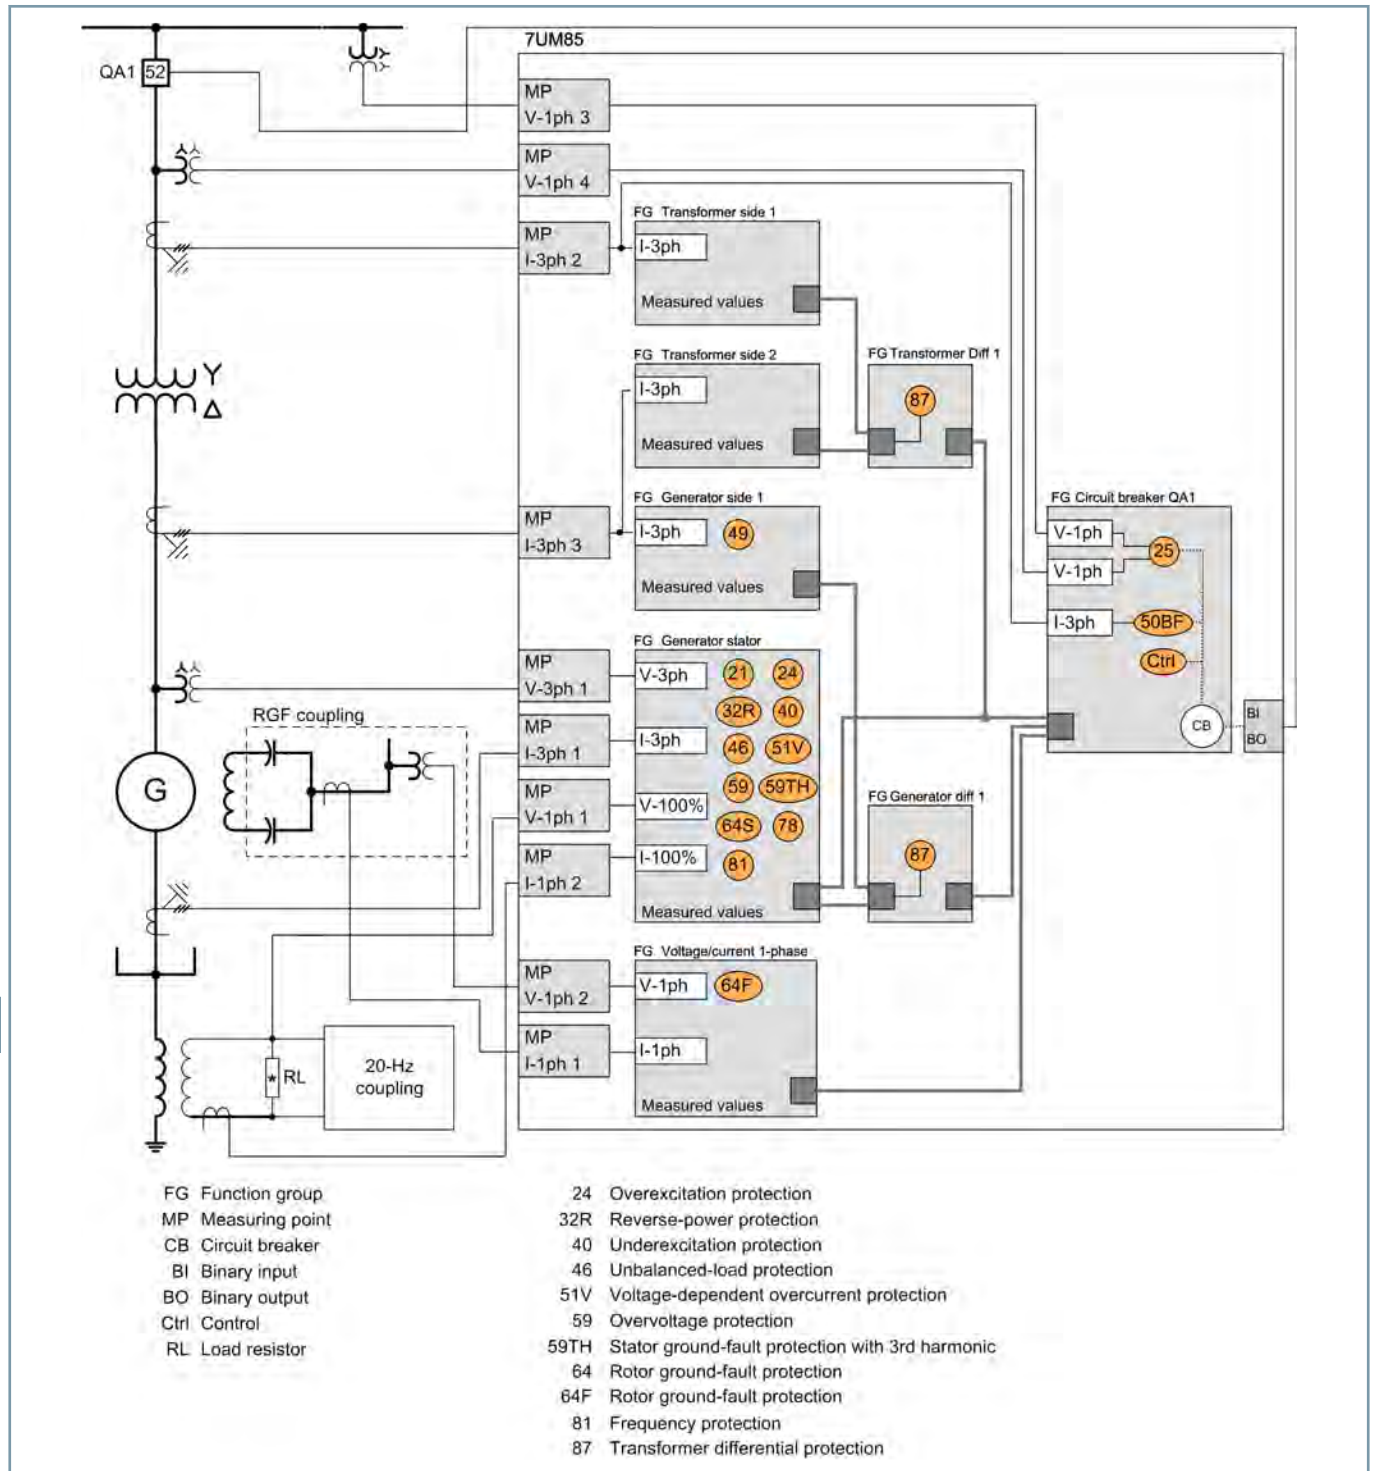 7UM85
QA1 52
MP
V-1ph 3
MP
V-1ph 4
FG Transformer side 1
MP
I-3ph 2
I-3ph
Measured values
FG Transformer side 2
I-3ph
Measured values
FG Transformer Diff 1
87
Y
Δ
FG Generator side 1
MP
I-3ph 3
I-3ph
49
Measured values
FG Circuit breaker QA1
V-1ph
V-1ph
25
I-3ph
50BF
Ctrl
CB
BI
BO
FG Generator stator
MP
V-3ph 1
V-3ph
21
24
32R
40
MP
I-3ph 1
I-3ph
46
51V
MP
V-1ph 1
V-100%
59
59TH
64S
78
MP
I-1ph 2
I-100%
81
Measured values
RGF coupling
G
FG Generator diff 1
87
FG Voltage/current 1-phase
MP
V-1ph 2
V-1ph
64F
MP
I-1ph 1
I-1ph
Measured values
* RL
20-Hz
coupling
FG Function group
MP Measuring point
CB Circuit breaker
BI Binary input
BO Binary output
Ctrl Control
RL Load resistor
24 Overexcitation protection
32R Reverse-power protection
40 Underexcitation protection
46 Unbalanced-load protection
51V Voltage-dependent overcurrent protection
59 Overvoltage protection
59TH Stator ground-fault protection with 3rd harmonic
64 Rotor ground-fault protection
64F Rotor ground-fault protection
81 Frequency protection
87 Transformer differential protection